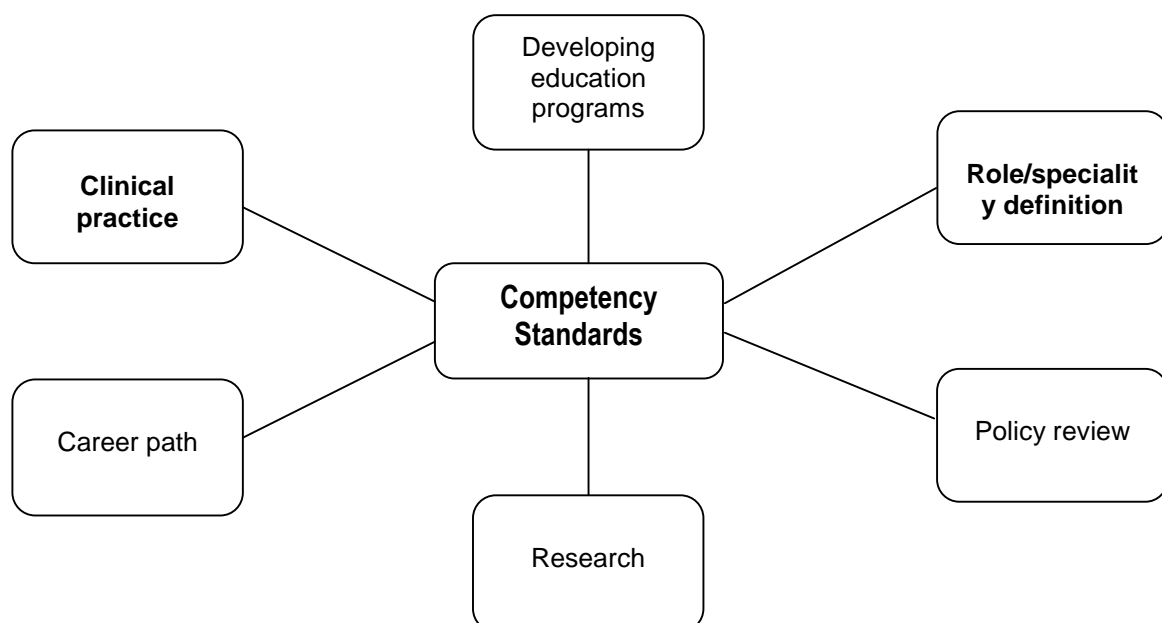 Developing
education
programs
Clinical
practice
Role/specialit
y definition
Competency
Standards
Career path
Policy review
Research